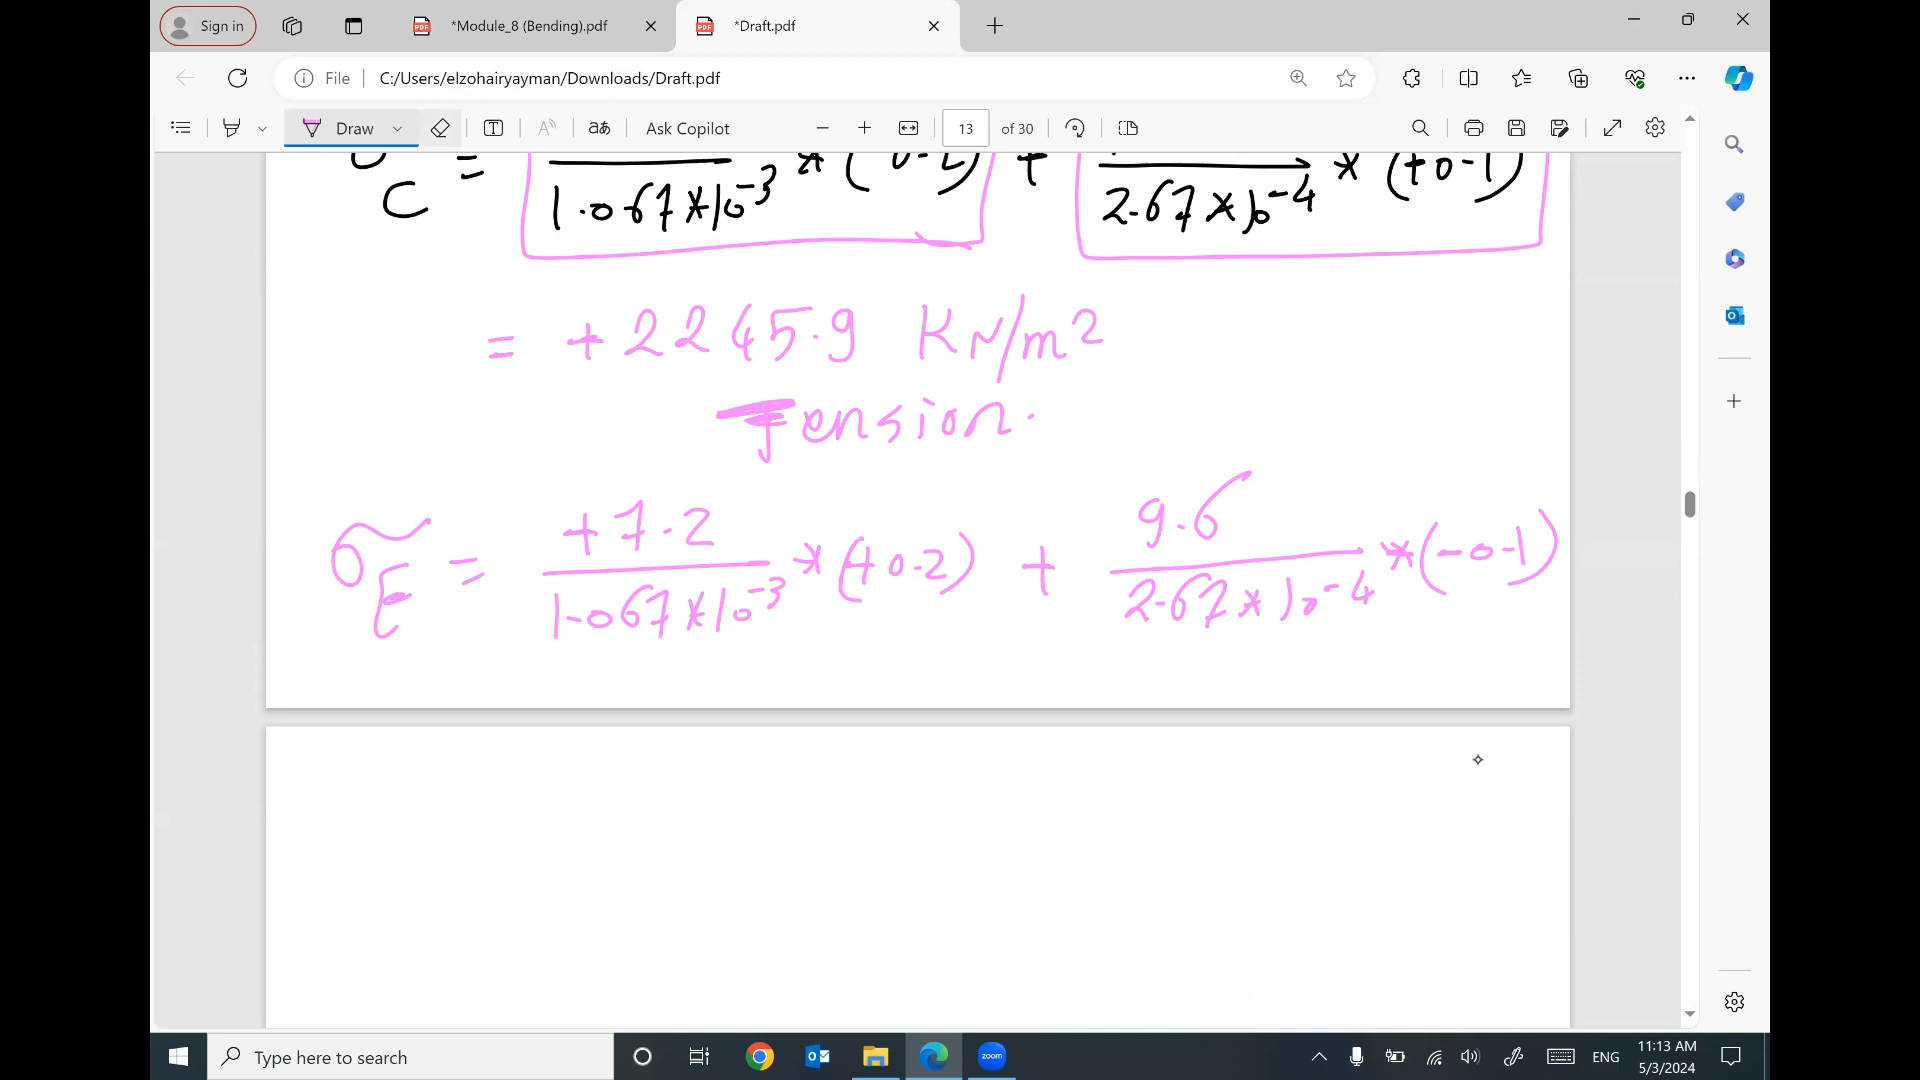 Sign in
*Module_8 (Bending).pdf
*Draft.pdf
File
C:/Users/elzohairyayman/Downloads/Draft.pdf
Draw
aあ
Ask Copilot
13 of 30
C = 1.067*10^-3 *( 0.2) + 2.67*10^-4 *(+0.1)
= +2245.9 KN/m²
Tension.
σE = +7.2 / 1.067*10^-3 *(+0.2) + 9.6 / 2.67*10^-4 *(-0.1)
Type here to search
zoom
ENG
11:13 AM
5/3/2024